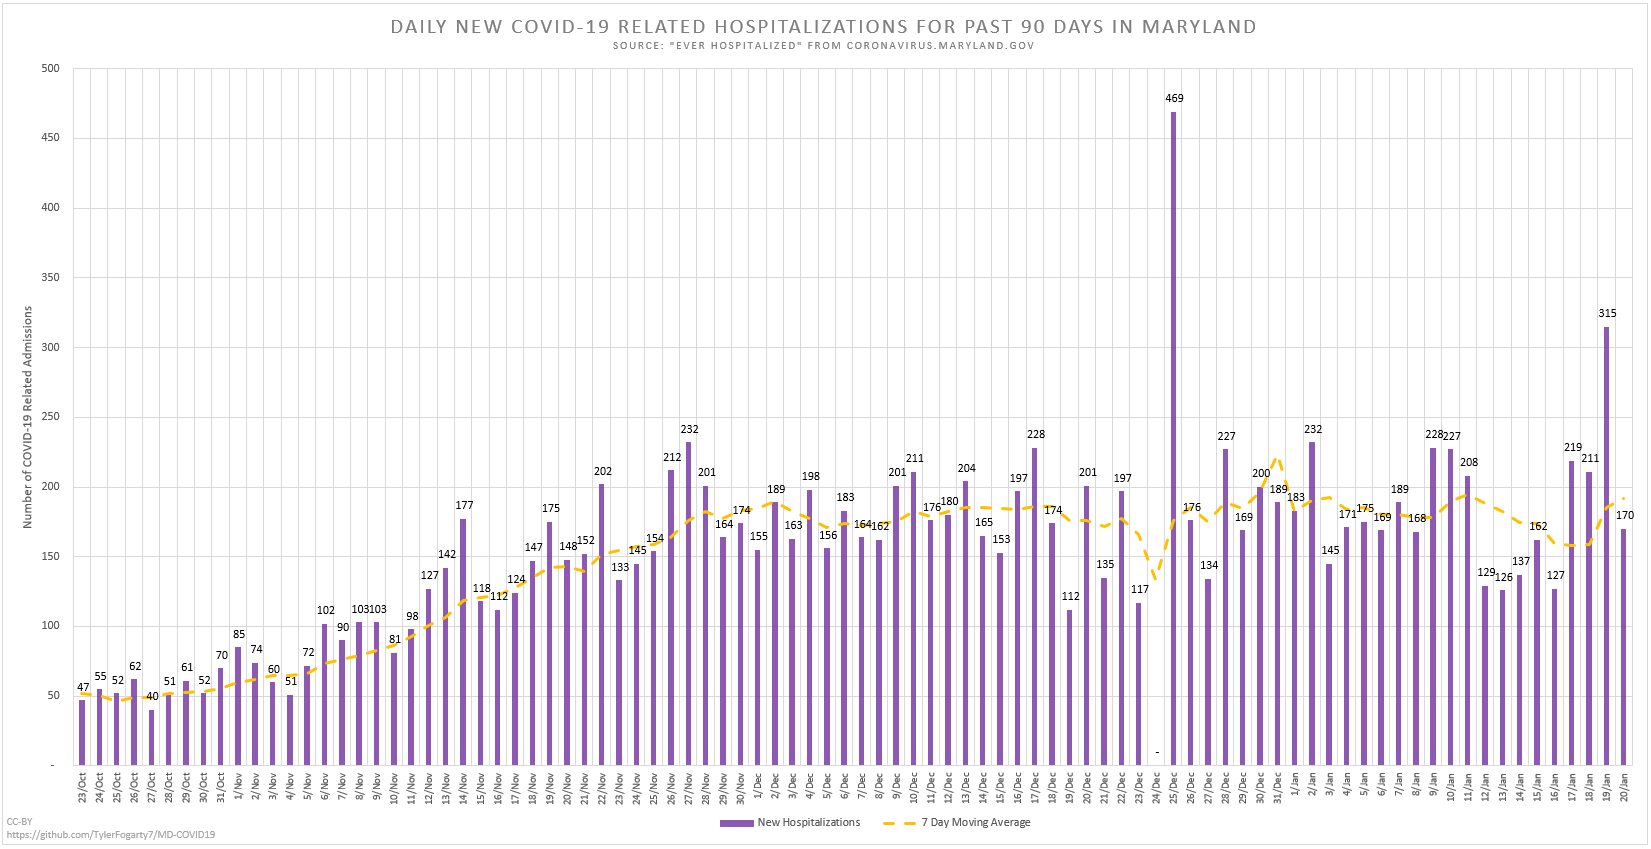 DAILY NEW COVID-19 RELATED HOSPITALIZATIONS FOR PAST 90 DAYS IN MARYLAND
SOURCE: "EVER HOSPITALIZED" FROM CORONAVIRUS.MARYLAND.GOV
Number of COVID-19 Related Admissions
500
450
400
350
300
250
200
150
100
50
-
47 55 52 62 40 51 61 52 70 85 74 60 51 72 102 90 103 103 81 98 127 142 177 118 112 124 147 175 148 152 202 133 145 154 212 232 201 164 174 155 189 163 198 156 183 164 162 201 211 176 180 204 165 153 197 228 174 112 201 135 197 117 - 469 176 134 227 169 200 189 183 232 145 171 175 169 189 168 228 227 208 129 126 137 162 127 219 211 315 170
23/Oct 24/Oct 25/Oct 26/Oct 27/Oct 28/Oct 29/Oct 30/Oct 31/Oct 1/Nov 2/Nov 3/Nov 4/Nov 5/Nov 6/Nov 7/Nov 8/Nov 9/Nov 10/Nov 11/Nov 12/Nov 13/Nov 14/Nov 15/Nov 16/Nov 17/Nov 18/Nov 19/Nov 20/Nov 21/Nov 22/Nov 23/Nov 24/Nov 25/Nov 26/Nov 27/Nov 28/Nov 29/Nov 30/Nov 1/Dec 2/Dec 3/Dec 4/Dec 5/Dec 6/Dec 7/Dec 8/Dec 9/Dec 10/Dec 11/Dec 12/Dec 13/Dec 14/Dec 15/Dec 16/Dec 17/Dec 18/Dec 19/Dec 20/Dec 21/Dec 22/Dec 23/Dec 24/Dec 25/Dec 26/Dec 27/Dec 28/Dec 29/Dec 30/Dec 31/Dec 1/Jan 2/Jan 3/Jan 4/Jan 5/Jan 6/Jan 7/Jan 8/Jan 9/Jan 10/Jan 11/Jan 12/Jan 13/Jan 14/Jan 15/Jan 16/Jan 17/Jan 18/Jan 19/Jan 20/Jan
New Hospitalizations 7 Day Moving Average
CC-BY
https://github.com/TylerFogarty7/MD-COVID19